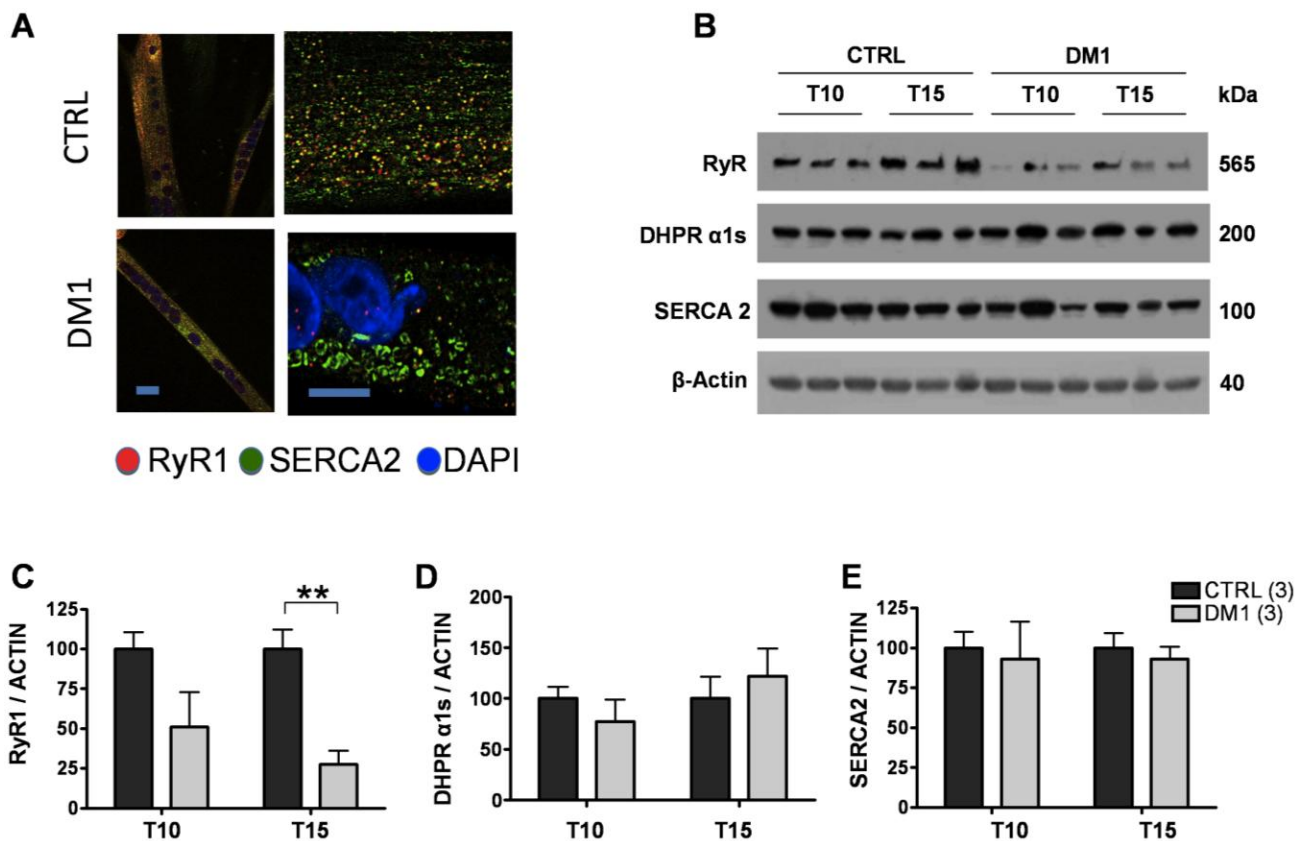 A
CTRL
DM1
RyR1 SERCA2 DAPI
B
CTRL DM1
T10 T15 T10 T15 kDa
RyR 565
DHPR α1s 200
SERCA 2 100
β-Actin 40
C
RyR1 / ACTIN
125
100
75
50
25
0
**
T10 T15
D
DHPR α1s / ACTIN
200
150
100
50
0
T10 T15
E
SERCA2 / ACTIN
125
100
75
50
25
0
T10 T15
CTRL (3)
DM1 (3)